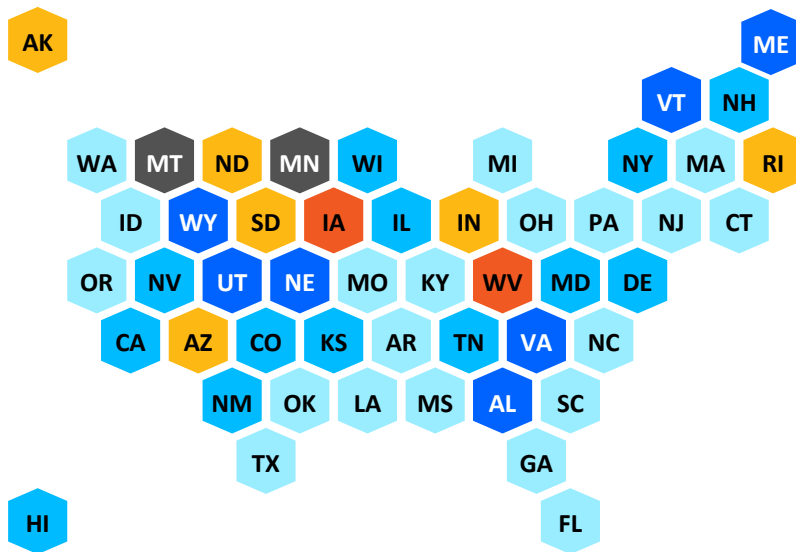 AK
ME
VT NH
WA MT ND MN WI MI NY MA RI
ID WY SD IA IL IN OH PA NJ CT
OR NV UT NE MO KY WV MD DE
CA AZ CO KS AR TN VA NC
NM OK LA MS AL SC
TX GA
HI FL